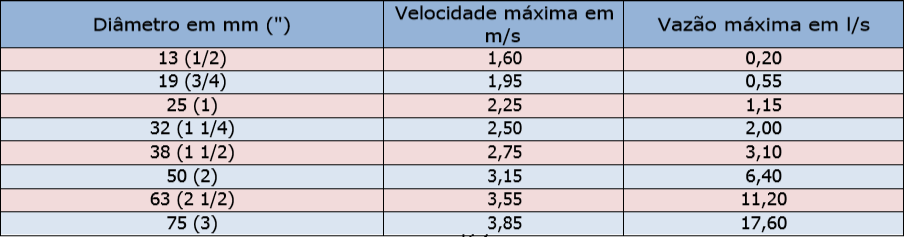 Diâmetro em mm (") Velocidade máxima em m/s Vazão máxima em l/s
13 (1/2) 1,60 0,20
19 (3/4) 1,95 0,55
25 (1) 2,25 1,15
32 (1 1/4) 2,50 2,00
38 (1 1/2) 2,75 3,10
50 (2) 3,15 6,40
63 (2 1/2) 3,55 11,20
75 (3) 3,85 17,60